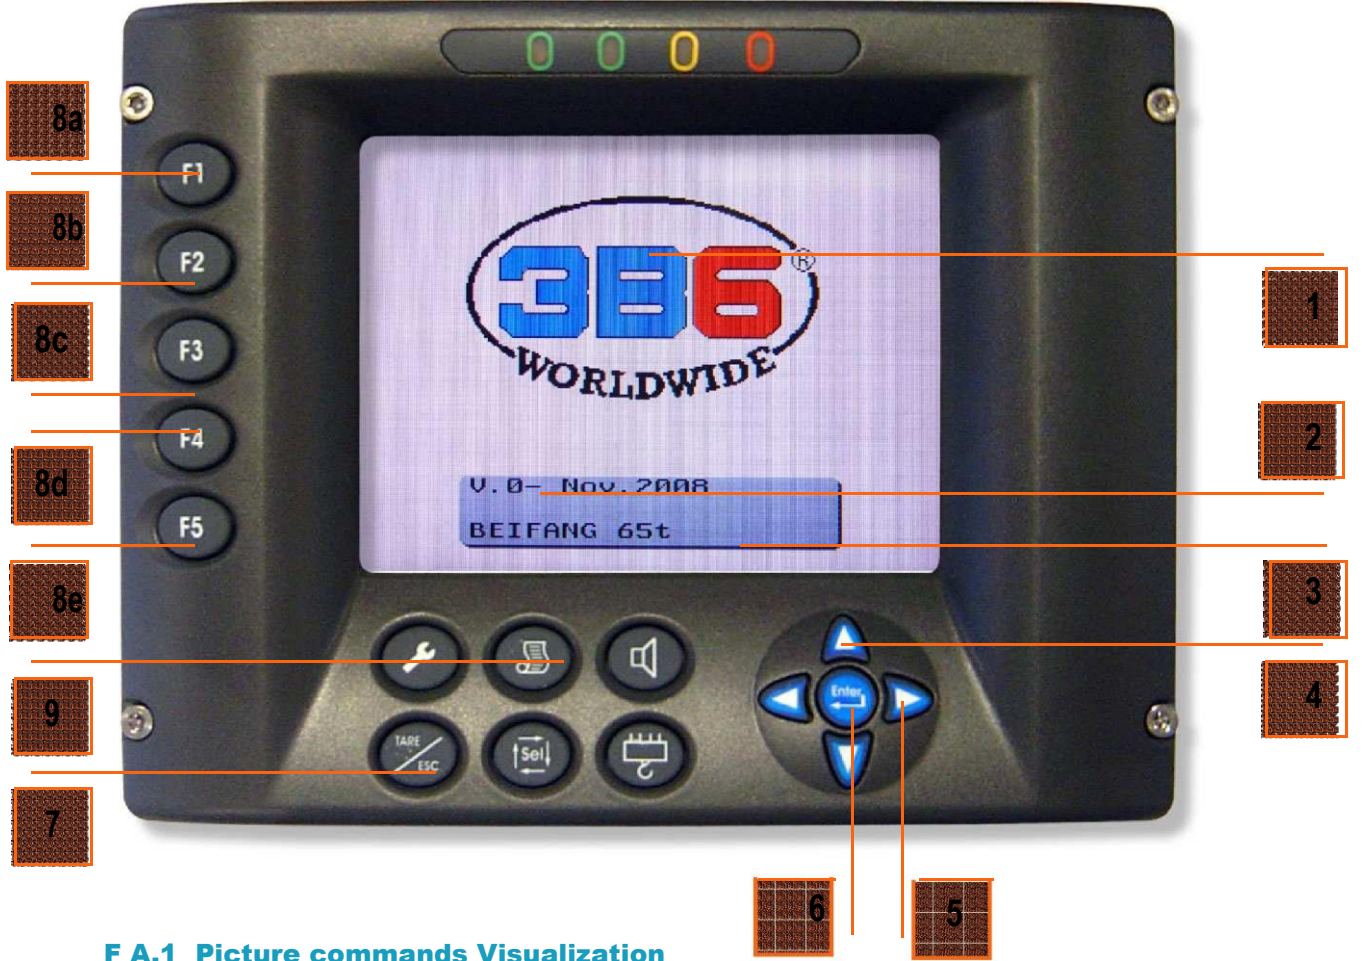 8a
F1
8b
F2
8c
F3
F4
8d
F5
8e
9
7
3B6®
WORLDWIDE
V.0- Nov.2008
BEIFANG 65t
TARE/ESC
Sel
Enter
1
2
3
4
6
5
F A.1 Picture commands Visualization